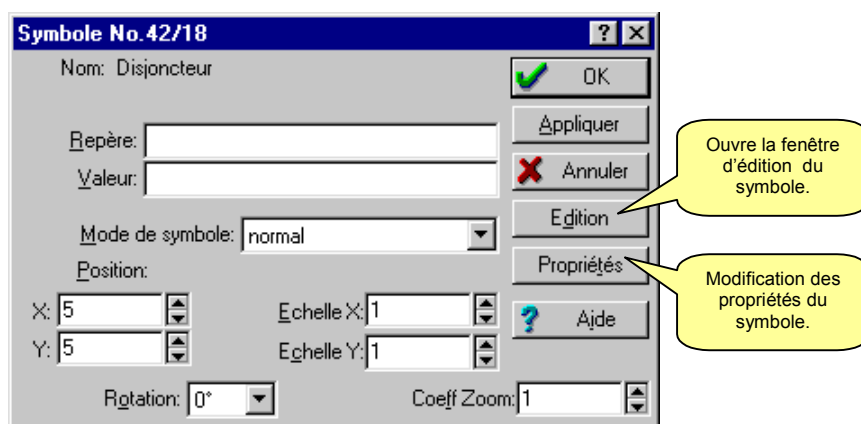 Symbole No.42/18
Nom: Disjoncteur
OK
Repère:
Appliquer
Valeur:
Annuler
Mode de symbole: normal
Edition
Position:
Propriétés
X: 5
Echelle X: 1
Aide
Y: 5
Echelle Y: 1
Rotation: 0°
Coeff Zoom: 1
Ouvre la fenêtre
d'édition du
symbole.
Modification des
propriétés du
symbole.